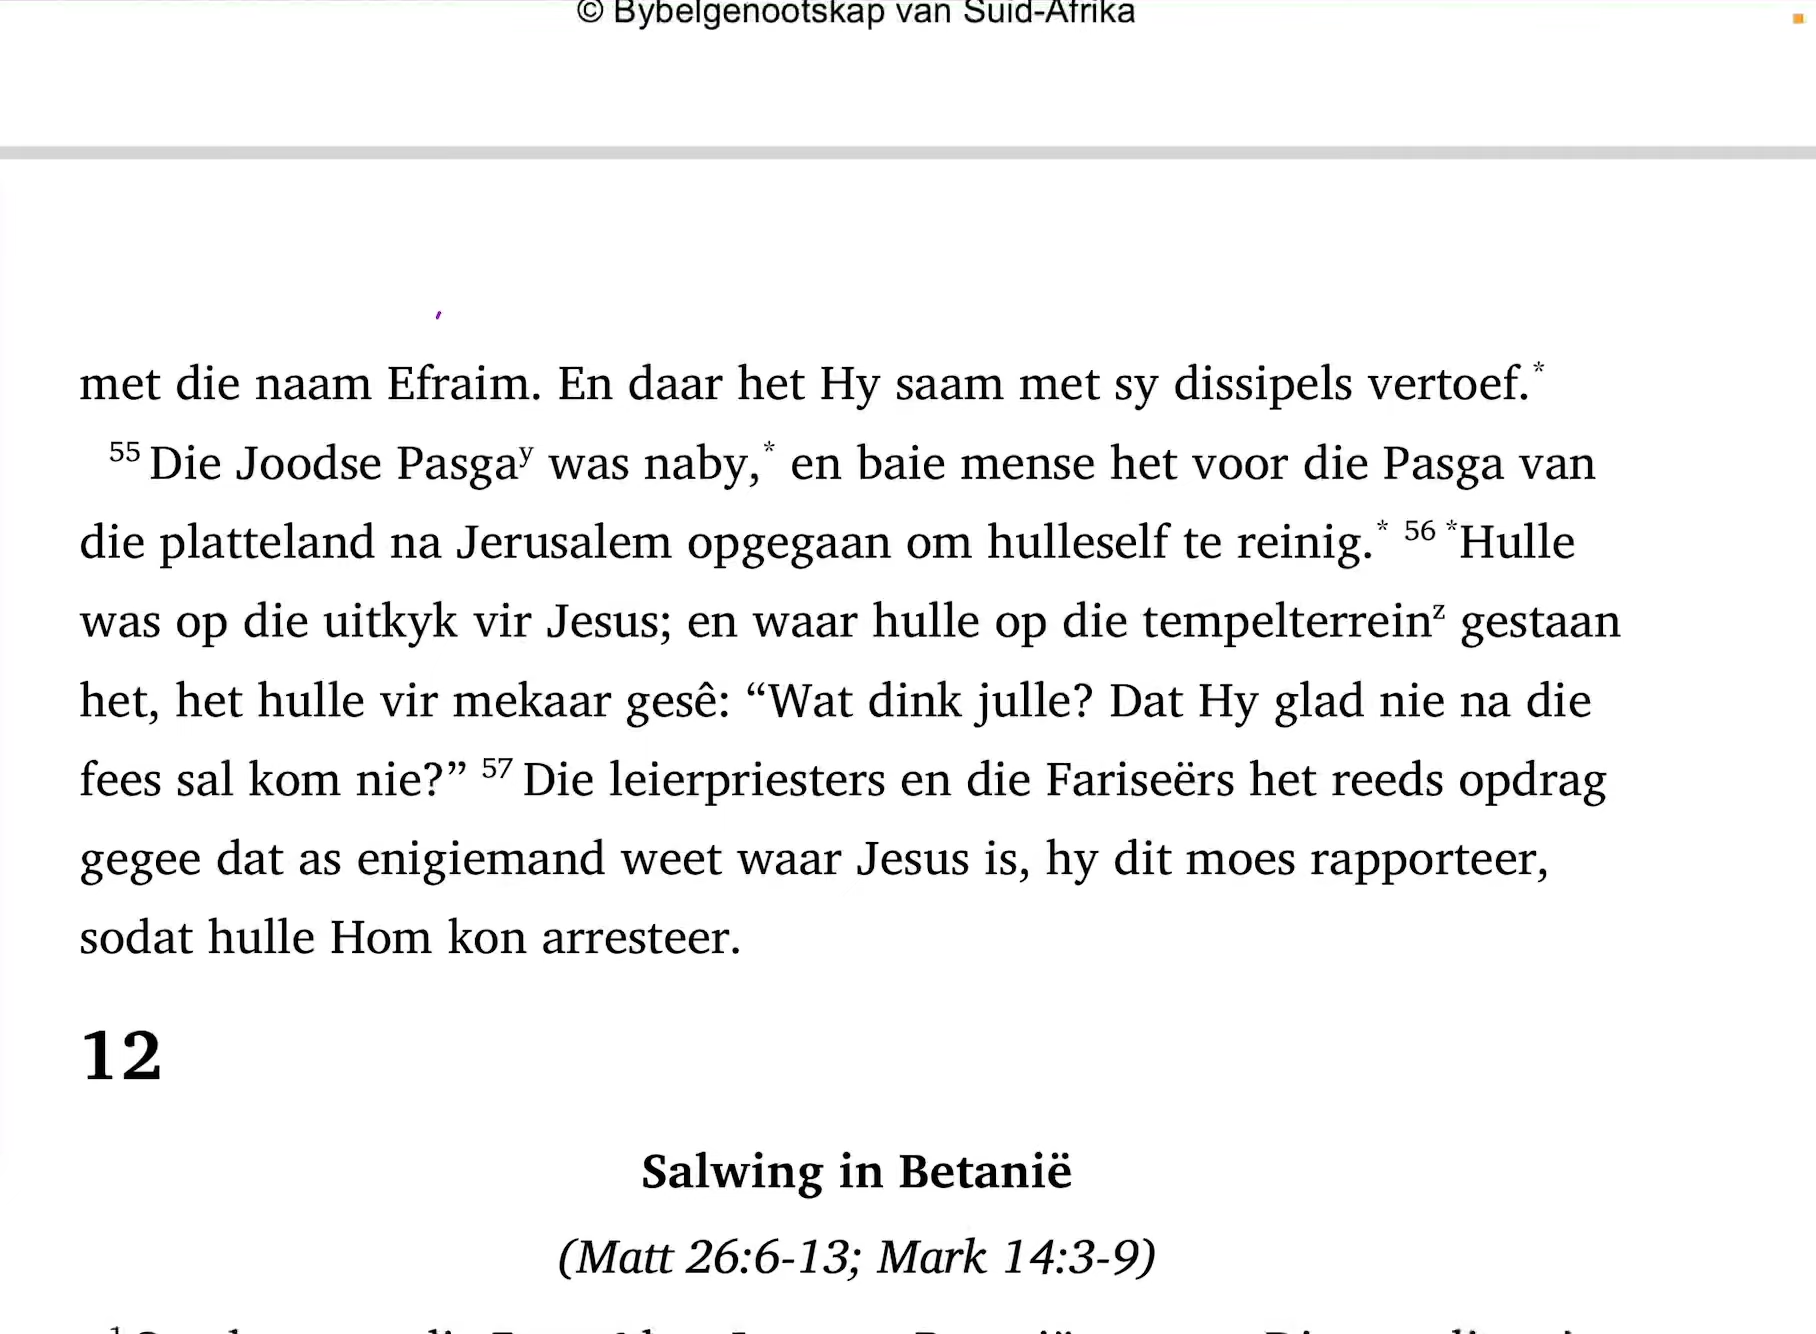 © Bybelgenootskap van Suid-Afrika
met die naam Efraim. En daar het Hy saam met sy dissipels vertoef.*
55 Die Joodse Pasgaʸ was naby,* en baie mense het voor die Pasga van
die platteland na Jerusalem opgegaan om hulleself te reinig.* 56 *Hulle
was op die uitkyk vir Jesus; en waar hulle op die tempelterreinᶻ gestaan
het, het hulle vir mekaar gesê: “Wat dink julle? Dat Hy glad nie na die
fees sal kom nie?” 57 Die leierpriesters en die Fariseërs het reeds opdrag
gegee dat as enigiemand weet waar Jesus is, hy dit moes rapporteer,
sodat hulle Hom kon arresteer.
12
Salwing in Betanië
(Matt 26:6-13; Mark 14:3-9)